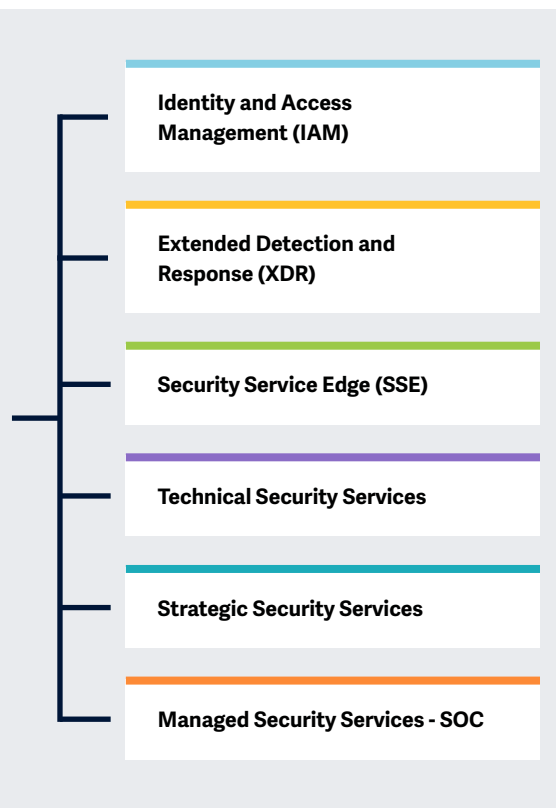 Identity and Access
Management (IAM)
Extended Detection and
Response (XDR)
Security Service Edge (SSE)
Technical Security Services
Strategic Security Services
Managed Security Services - SOC